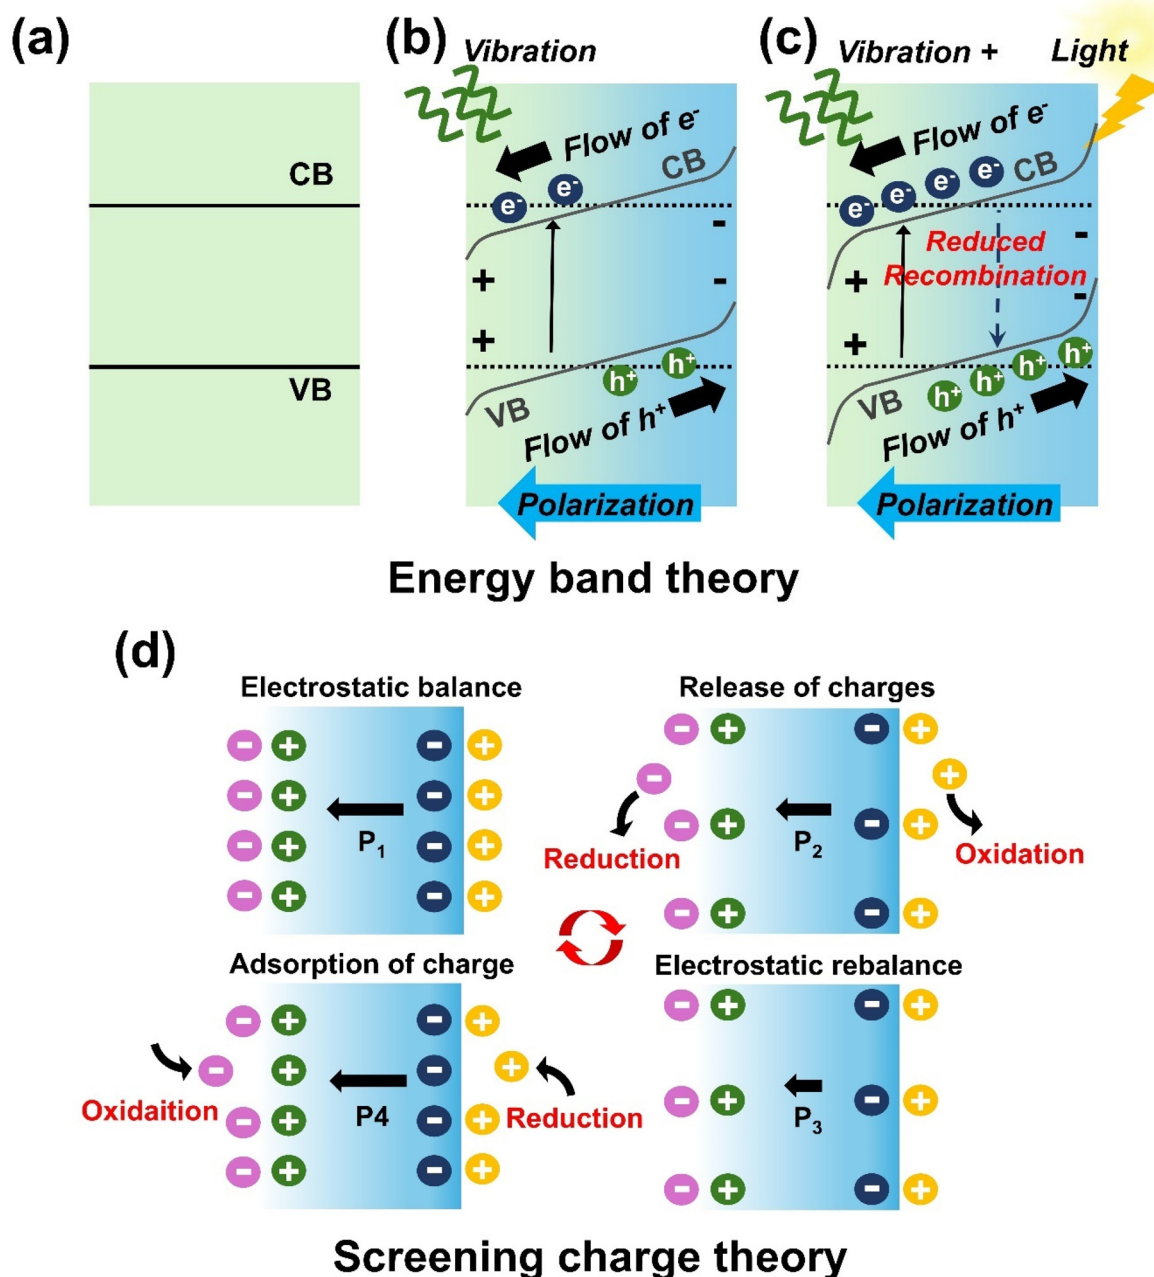 (a)
CB
VB
(b)
Vibration
Flow of e-
e- e-
CB
+
+
-
-
VB
h+ h+
Flow of h+
Polarization
(c)
Vibration + Light
Flow of e-
e- e- e- e-
CB
Reduced
Recombination
+
+
-
-
VB
h+ h+ h+ h+
Flow of h+
Polarization
Energy band theory
(d)
Electrostatic balance
- + - +
- + - +
P1
- + - +
- + - +
Release of charges
- + - +
- +
P2
- + - +
Reduction
Oxidation
- + - +
Adsorption of charge
- + - +
- + - +
Oxidaition
P4
- + - +
Reduction
- + - +
Electrostatic rebalance
- + - +
- + - +
P3
- + - +
Screening charge theory